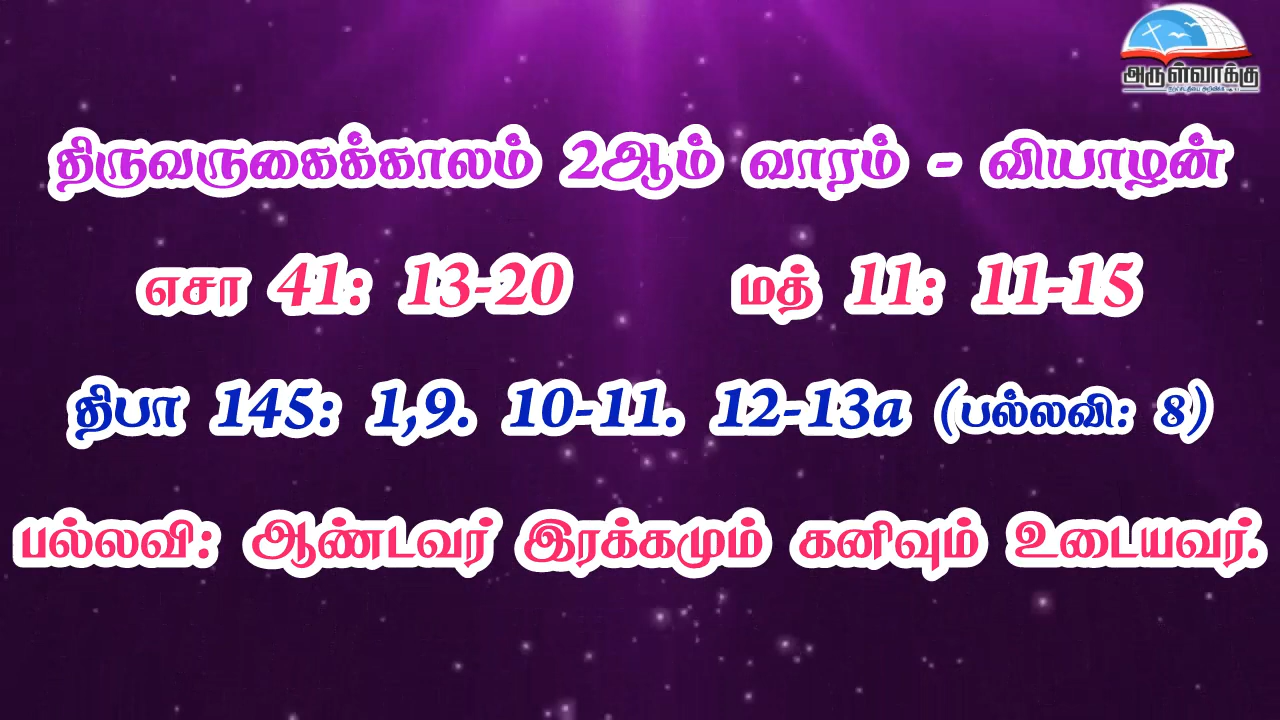 அருள்வாக்கு
திருவருகைக்காலம் 2ஆம் வாரம் - வியாழன்
எசா 41: 13-20 மத் 11: 11-15
திபா 145: 1,9. 10-11. 12-13a (பல்லவி: 8)
பல்லவி: ஆண்டவர் இரக்கமும் கனிவும் உடையவர்.